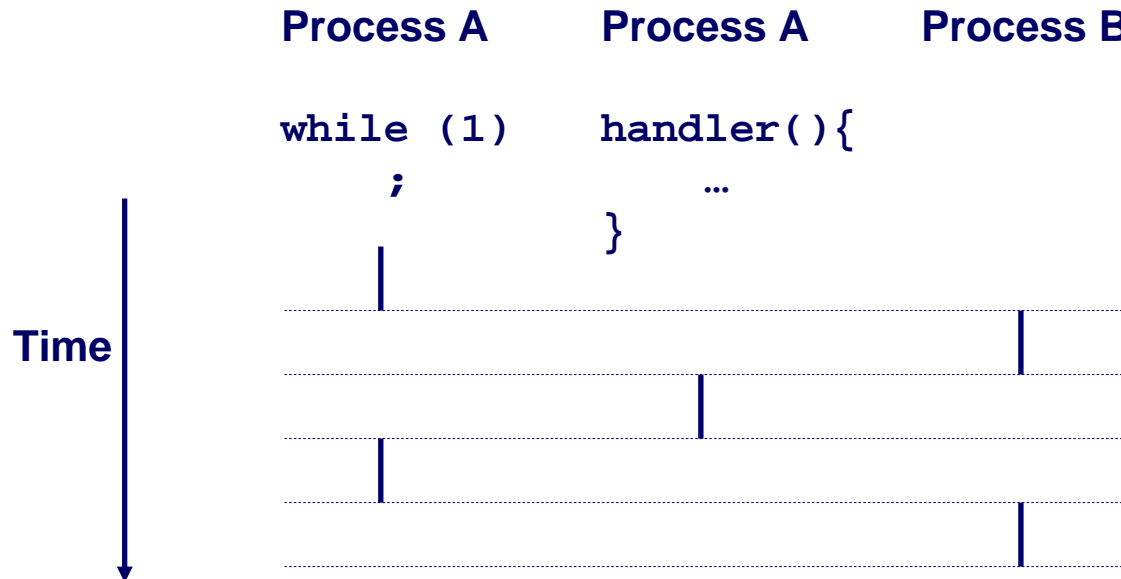 Process A Process A Process B
while (1) handler(){
; …
}
Time